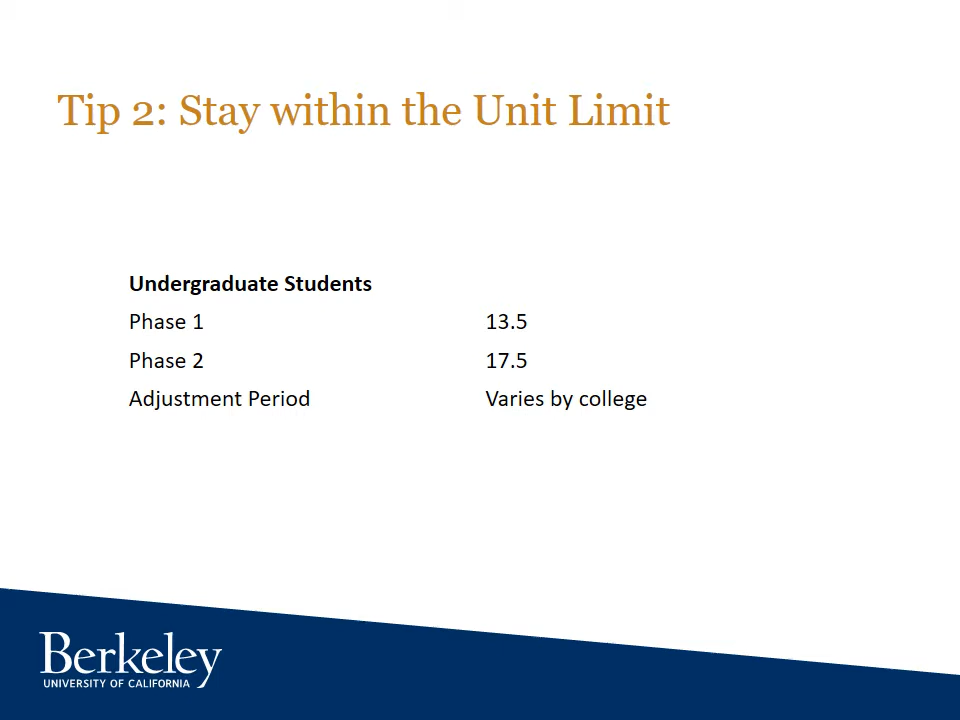 Tip 2: Stay within the Unit Limit
Undergraduate Students
Phase 1 13.5
Phase 2 17.5
Adjustment Period Varies by college
Berkeley
UNIVERSITY OF CALIFORNIA